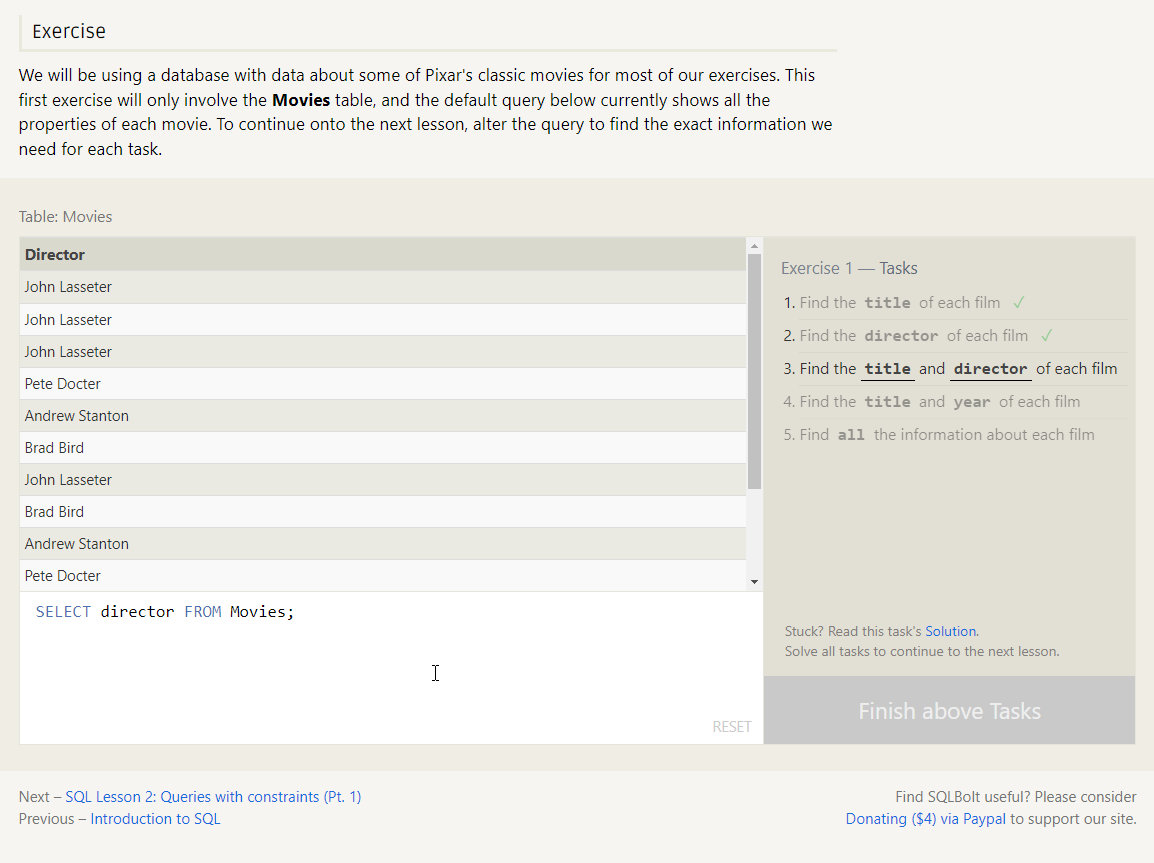 Exercise
We will be using a database with data about some of Pixar's classic movies for most of our exercises. This
first exercise will only involve the Movies table, and the default query below currently shows all the
properties of each movie. To continue onto the next lesson, alter the query to find the exact information we
need for each task.
Table: Movies
Director
John Lasseter
John Lasseter
John Lasseter
Pete Docter
Andrew Stanton
Brad Bird
John Lasseter
Brad Bird
Andrew Stanton
Pete Docter
SELECT director FROM Movies;
RESET
Exercise 1 — Tasks
1. Find the title of each film ✓
2. Find the director of each film ✓
3. Find the title and director of each film
4. Find the title and year of each film
5. Find all the information about each film
Stuck? Read this task's Solution.
Solve all tasks to continue to the next lesson.
Finish above Tasks
Next – SQL Lesson 2: Queries with constraints (Pt. 1)
Previous – Introduction to SQL
Find SQLBolt useful? Please consider
Donating ($4) via Paypal to support our site.